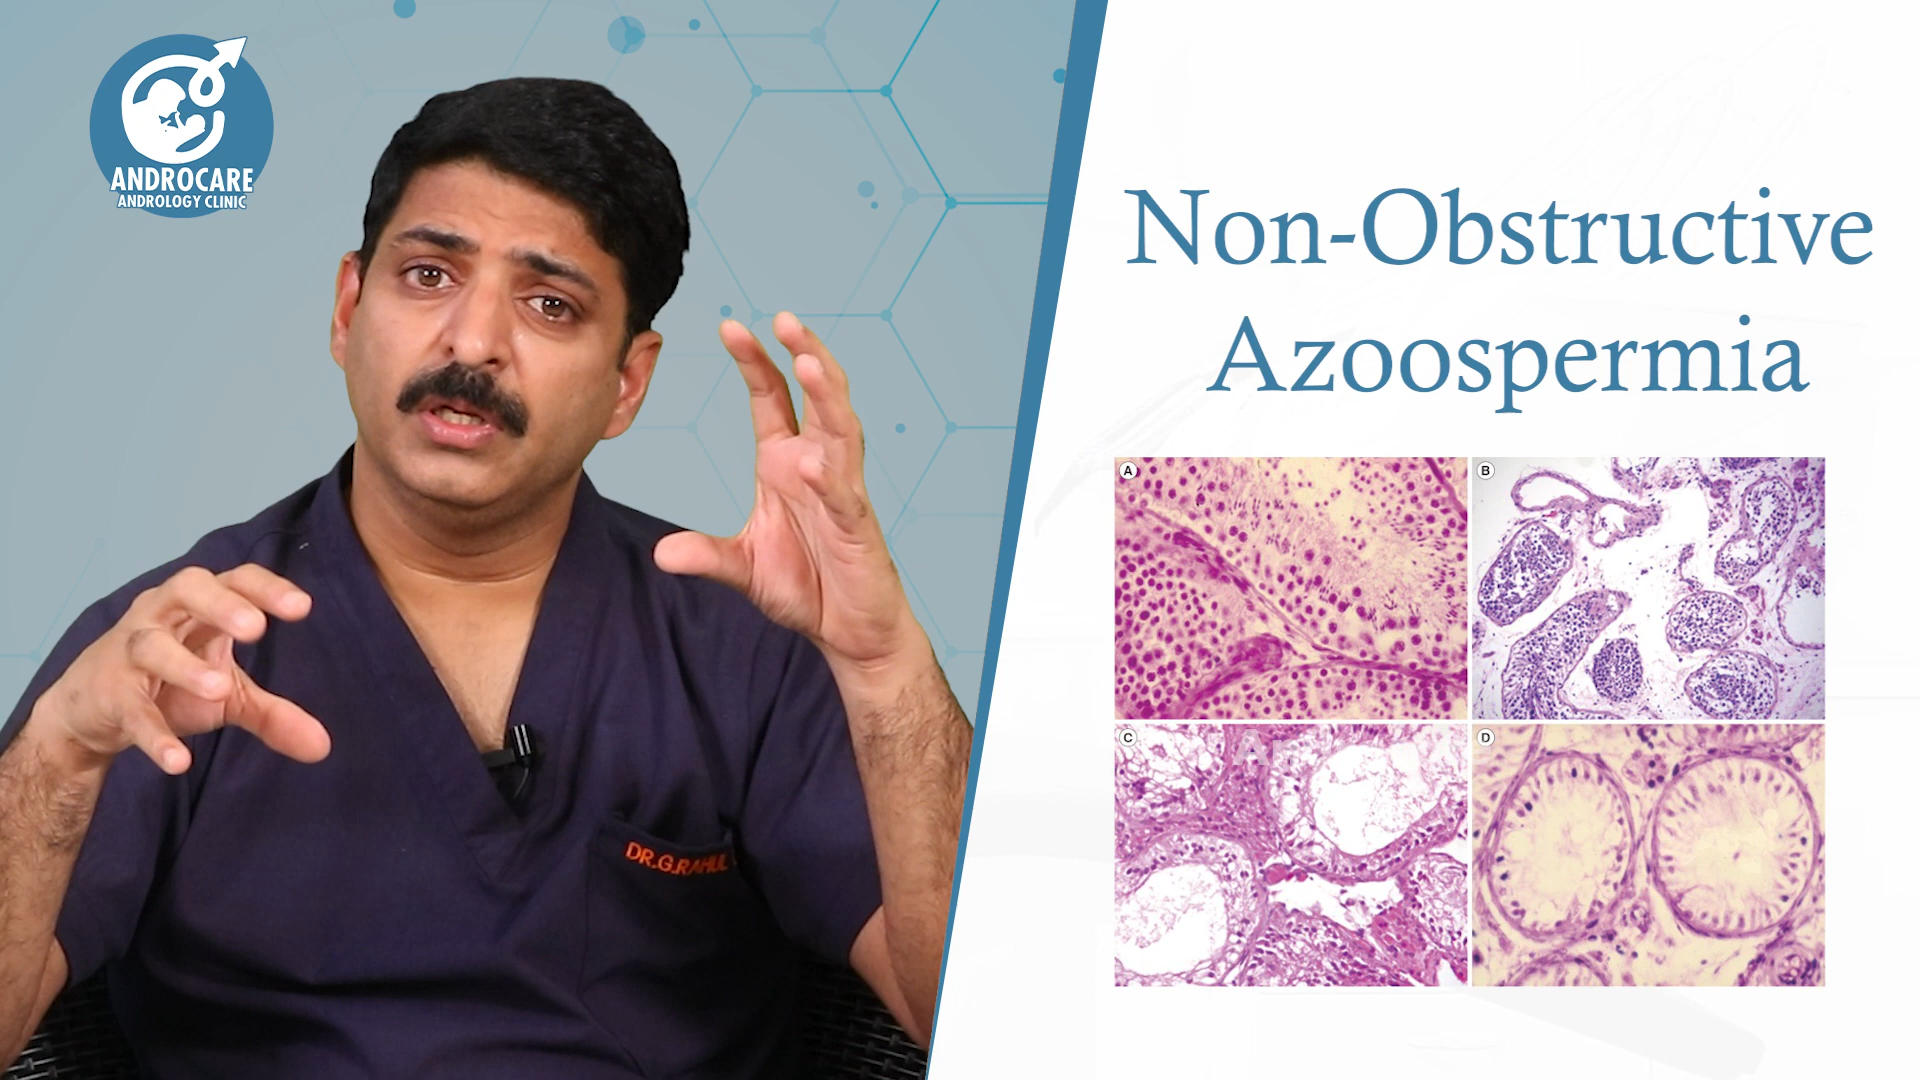 ANDROCARE
ANDROLOGY CLINIC
DR.G.RAHUL
Non-Obstructive
Azoospermia
A
B
C
D